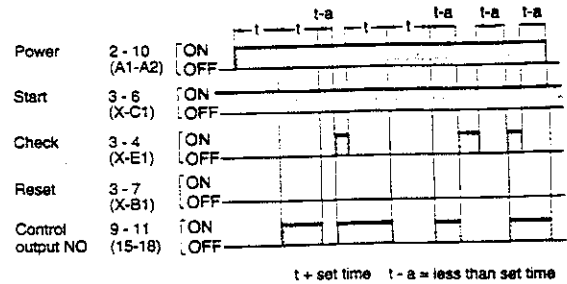 t-a
t t t t t-a t-a t-a
Power 2 - 10 ON
(A1-A2) OFF
Start 3 - 6 ON
(X-C1) OFF
Check 3 - 4 ON
(X-E1) OFF
Reset 3 - 7 ON
(X-B1) OFF
Control 9 - 11 ON
output NO (15-18) OFF
t + set time t - a = less than set time